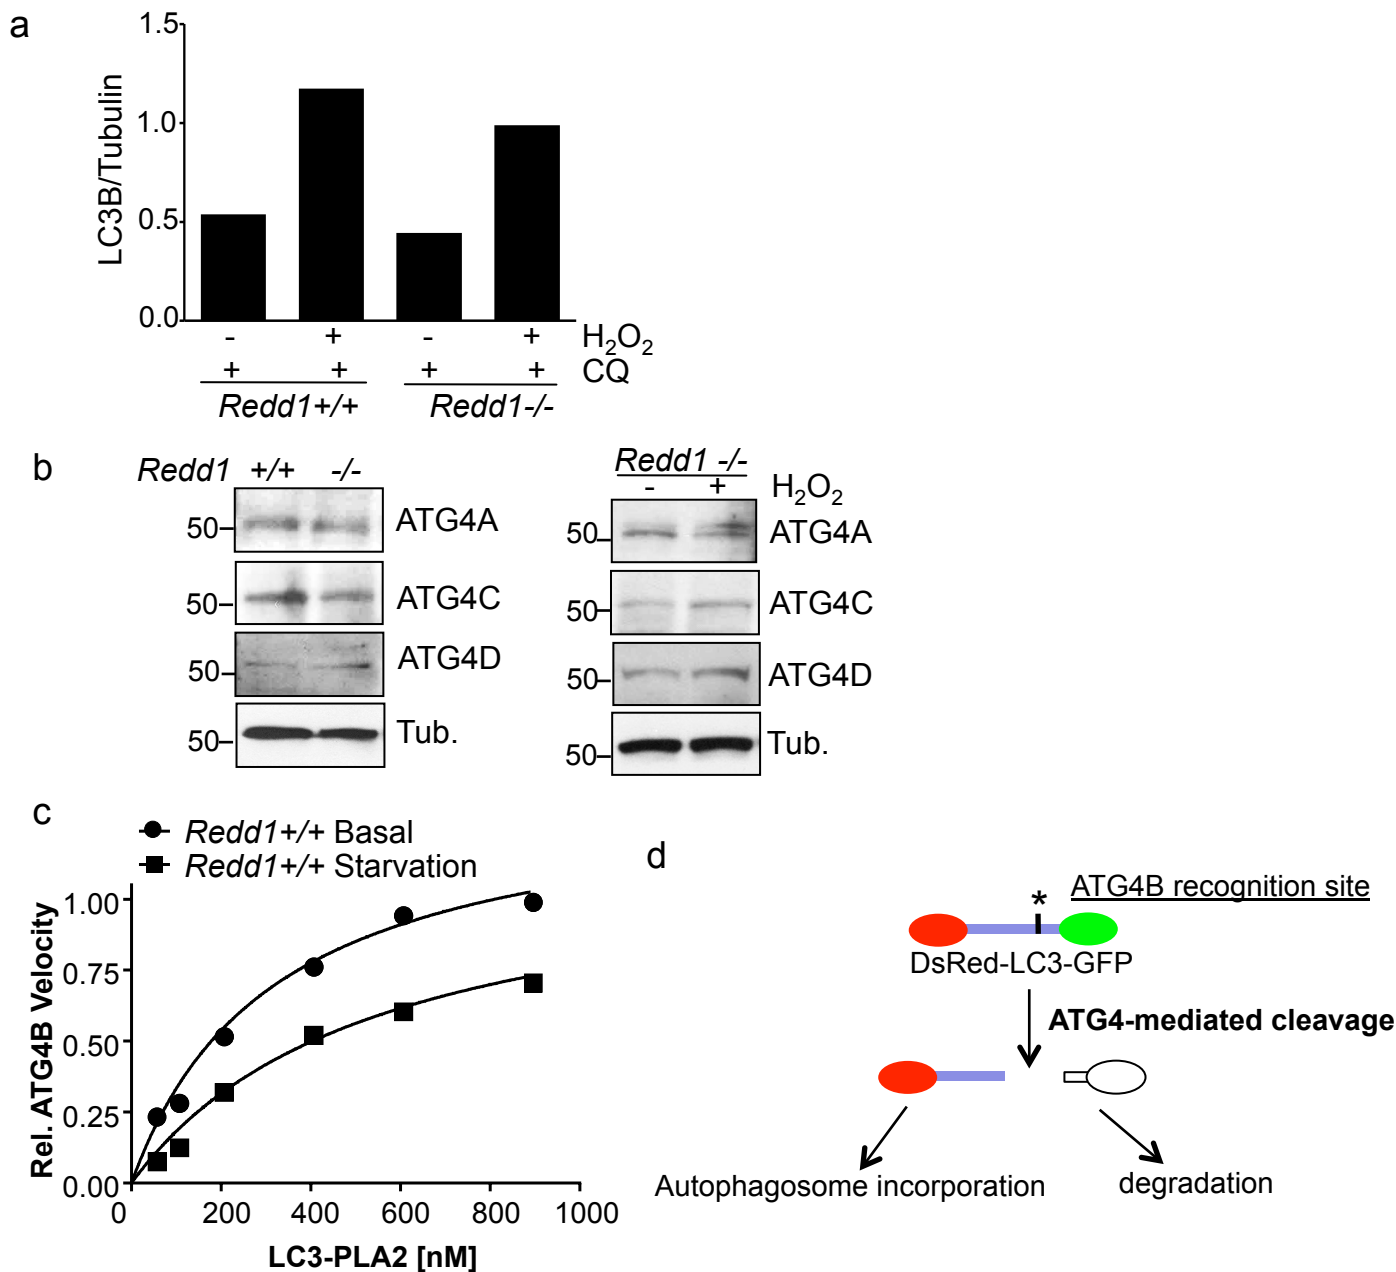 a
1.5
1.0
0.5
0.0
LC3B/Tubulin
- + - + H₂O₂
+ + + + CQ
Redd1+/+ Redd1-/-
b
Redd1 +/+ -/-
50 ATG4A
50 ATG4C
50 ATG4D
50 Tub.
Redd1 -/-
- + H₂O₂
50 ATG4A
50 ATG4C
50 ATG4D
50 Tub.
c
Redd1+/+ Basal
Redd1+/+ Starvation
1.00
0.75
0.50
0.25
0.00
Rel. ATG4B Velocity
0 200 400 600 800 1000
LC3-PLA2 [nM]
d
ATG4B recognition site
*
DsRed-LC3-GFP
ATG4-mediated cleavage
Autophagosome incorporation
degradation